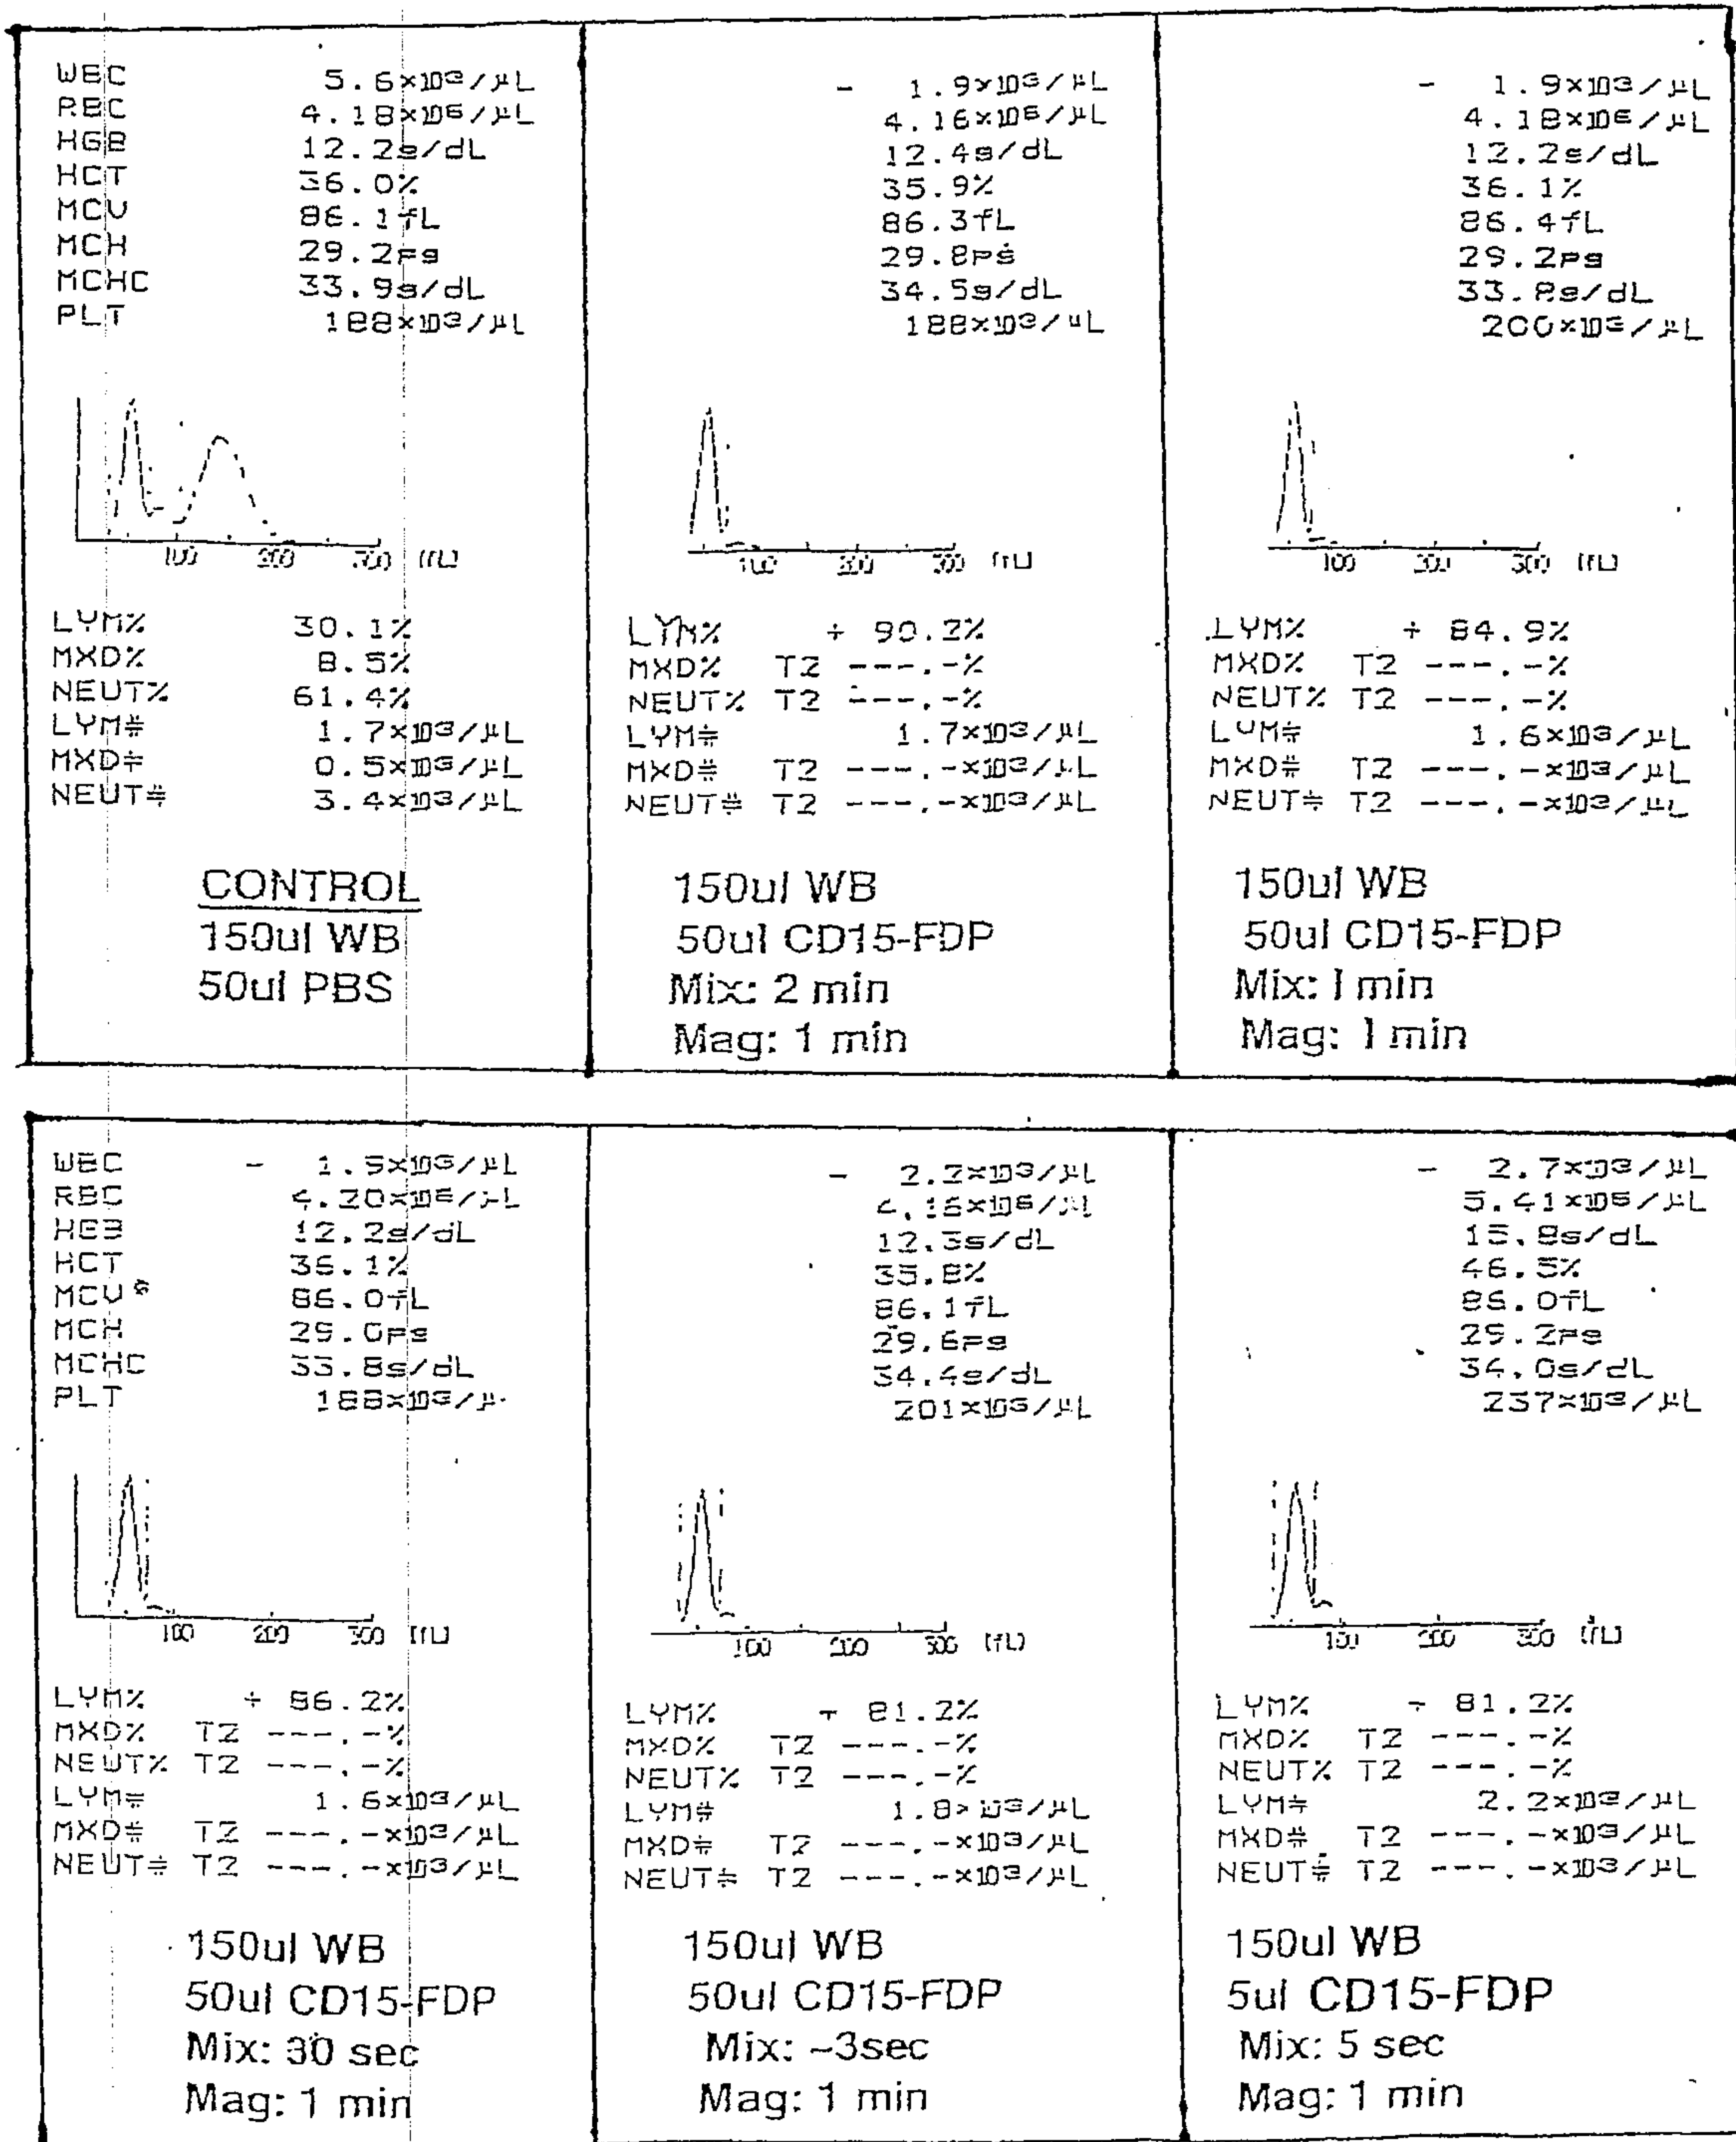 WBC 5.6×10³/µL
RBC 4.18×10⁶/µL
HGB 12.2g/dL
HCT 36.0%
MCV 86.1fL
MCH 29.2pg
MCHC 33.9g/dL
PLT 188×10³/µL
100 200 300 (fL)
LYM% 30.1%
MXD% 8.5%
NEUT% 61.4%
LYM# 1.7×10³/µL
MXD# 0.5×10³/µL
NEUT# 3.4×10³/µL
CONTROL
150ul WB
50ul PBS
- 1.9×10³/µL
4.16×10⁶/µL
12.4g/dL
35.9%
86.3fL
29.8pg
34.5g/dL
188×10³/µL
100 200 300 (fL)
LYM% + 90.2%
MXD% T2 ---.-%
NEUT% T2 ---.-%
LYM# 1.7×10³/µL
MXD# T2 ---.-×10³/µL
NEUT# T2 ---.-×10³/µL
150ul WB
50ul CD15-FDP
Mix: 2 min
Mag: 1 min
- 1.9×10³/µL
4.18×10⁶/µL
12.2g/dL
36.1%
86.4fL
29.2pg
33.8g/dL
200×10³/µL
100 200 300 (fL)
LYM% + 84.9%
MXD% T2 ---.-%
NEUT% T2 ---.-%
LYM# 1.6×10³/µL
MXD# T2 ---.-×10³/µL
NEUT# T2 ---.-×10³/µL
150ul WB
50ul CD15-FDP
Mix: 1 min
Mag: 1 min
WBC -
RBC 4.20×10⁶/µL
HGB 12.2g/dL
HCT 36.1%
MCV 86.0fL
MCH 29.0pg
MCHC 33.8g/dL
PLT 188×10³/µ
100 200 300 (fL)
LYM% + 86.2%
MXD% T2 ---.-%
NEUT% T2 ---.-%
LYM# 1.6×10³/µL
MXD# T2 ---.-×10³/µL
NEUT# T2 ---.-×10³/µL
150ul WB
50ul CD15-FDP
Mix: 30 sec
Mag: 1 min
- 2.2×10³/µL
4.16×10⁶/µL
12.3g/dL
35.8%
86.1fL
29.6pg
34.4g/dL
201×10³/µL
100 200 300 (fL)
LYM% + 81.2%
MXD% T2 ---.-%
NEUT% T2 ---.-%
LYM# 1.8×10³/µL
MXD# T2 ---.-×10³/µL
NEUT# T2 ---.-×10³/µL
150ul WB
50ul CD15-FDP
Mix: ~3sec
Mag: 1 min
- 2.7×10³/µL
5.41×10⁶/µL
15.8g/dL
46.5%
86.0fL
29.2pg
34.0g/dL
237×10³/µL
100 200 300 (fL)
LYM% + 81.2%
MXD% T2 ---.-%
NEUT% T2 ---.-%
LYM# 2.2×10³/µL
MXD# T2 ---.-×10³/µL
NEUT# T2 ---.-×10³/µL
150ul WB
5ul CD15-FDP
Mix: 5 sec
Mag: 1 min